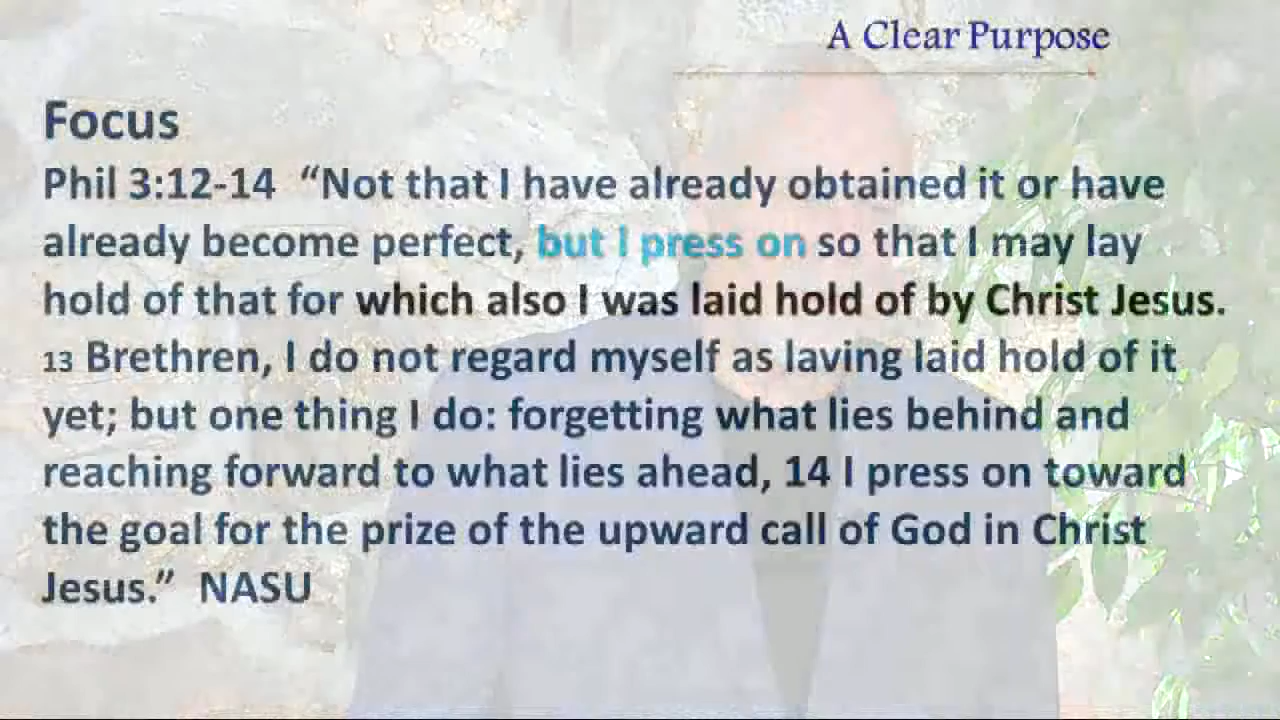 A Clear Purpose
Focus
Phil 3:12-14 “Not that I have already obtained it or have
already become perfect, but I press on so that I may lay
hold of that for which also I was laid hold of by Christ Jesus.
13 Brethren, I do not regard myself as laving laid hold of it
yet; but one thing I do: forgetting what lies behind and
reaching forward to what lies ahead, 14 I press on toward
the goal for the prize of the upward call of God in Christ
Jesus.” NASU